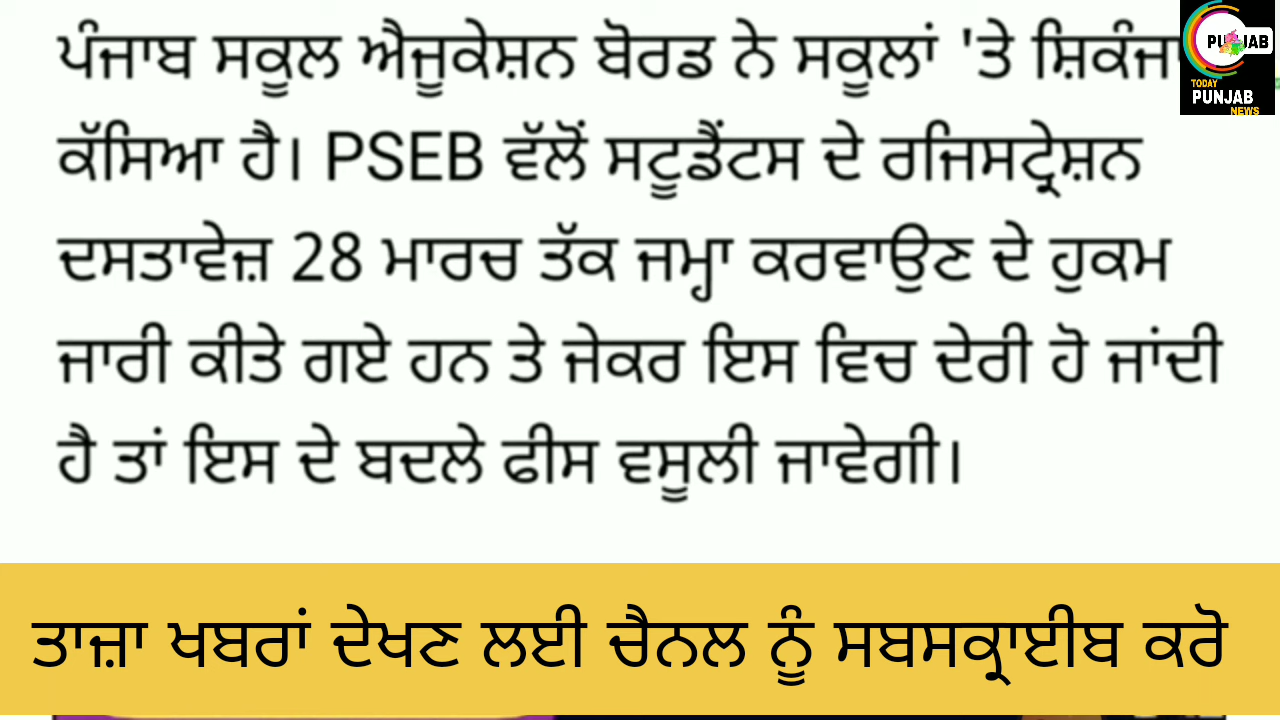 ਪੰਜਾਬ ਸਕੂਲ ਐਜੂਕੇਸ਼ਨ ਬੋਰਡ ਨੇ ਸਕੂਲਾਂ 'ਤੇ ਸ਼ਿਕੰਜਾ
ਕੱਸਿਆ ਹੈ। PSEB ਵੱਲੋਂ ਸਟੂਡੈਂਟਸ ਦੇ ਰਜਿਸਟ੍ਰੇਸ਼ਨ
ਦਸਤਾਵੇਜ਼ 28 ਮਾਰਚ ਤੱਕ ਜਮ੍ਹਾ ਕਰਵਾਉਣ ਦੇ ਹੁਕਮ
ਜਾਰੀ ਕੀਤੇ ਗਏ ਹਨ ਤੇ ਜੇਕਰ ਇਸ ਵਿਚ ਦੇਰੀ ਹੋ ਜਾਂਦੀ
ਹੈ ਤਾਂ ਇਸ ਦੇ ਬਦਲੇ ਫੀਸ ਵਸੂਲੀ ਜਾਵੇਗੀ।
PUNJAB
TODAY
PUNJAB
NEWS
ਤਾਜ਼ਾ ਖਬਰਾਂ ਦੇਖਣ ਲਈ ਚੈਨਲ ਨੂੰ ਸਬਸਕ੍ਰਾਈਬ ਕਰੋ